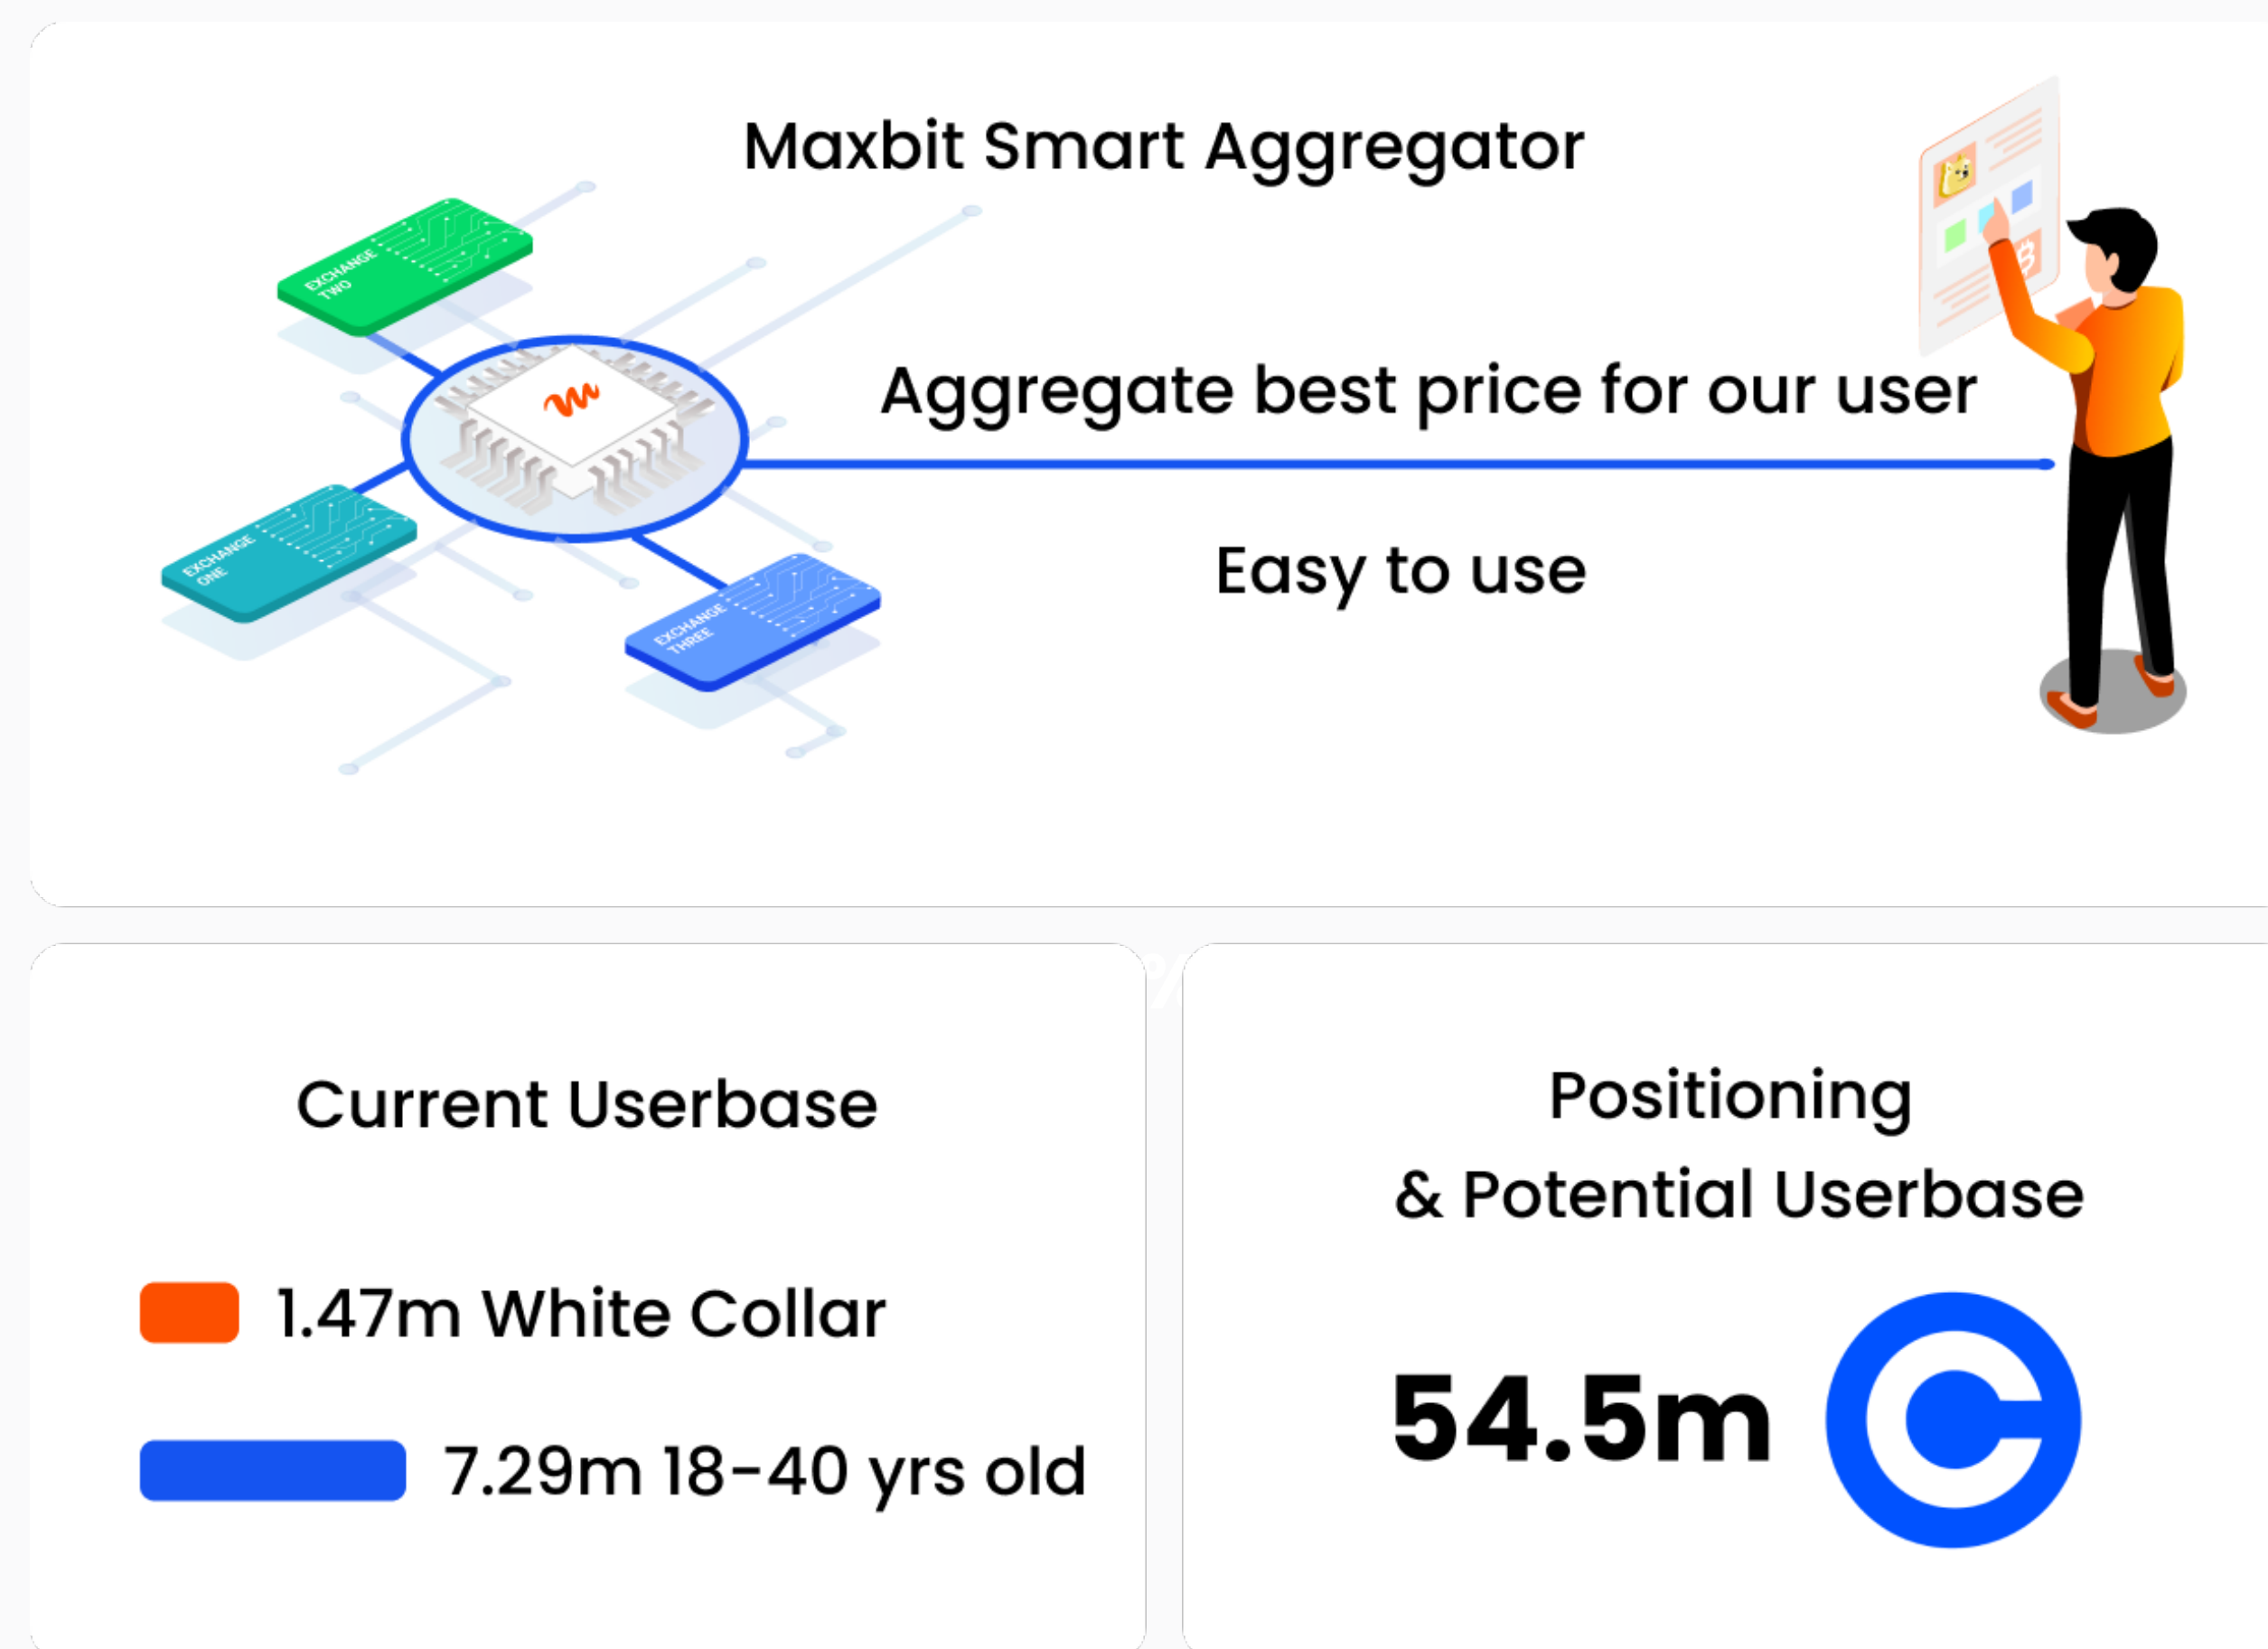 Maxbit Smart Aggregator
EXCHANGE
TWO
Aggregate best price for our user
EXCHANGE
ONE
Easy to use
EXCHANGE
THREE
%
Current Userbase
1.47m White Collar
7.29m 18-40 yrs old
Positioning
& Potential Userbase
54.5m